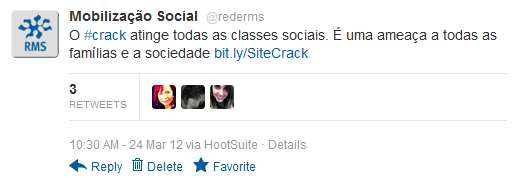 RMS
Mobilização Social @rederms
O #crack atinge todas as classes sociais. É uma ameaça a todas as
famílias e a sociedade bit.ly/SiteCrack
3
RETWEETS
10:30 AM - 24 Mar 12 via HootSuite · Details
Reply Delete Favorite